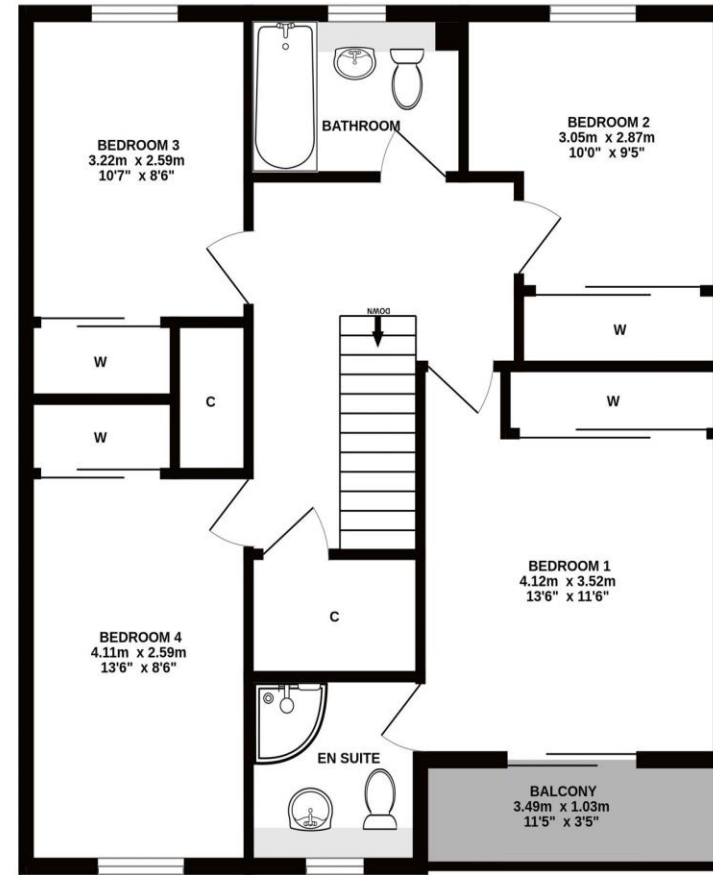 BEDROOM 3
3.22m x 2.59m
10'7" x 8'6"
BATHROOM
BEDROOM 2
3.05m x 2.87m
10'0" x 9'5"
DOWN
W
W
W
C
W
BEDROOM 1
4.12m x 3.52m
13'6" x 11'6"
C
BEDROOM 4
4.11m x 2.59m
13'6" x 8'6"
EN SUITE
BALCONY
3.49m x 1.03m
11'5" x 3'5"